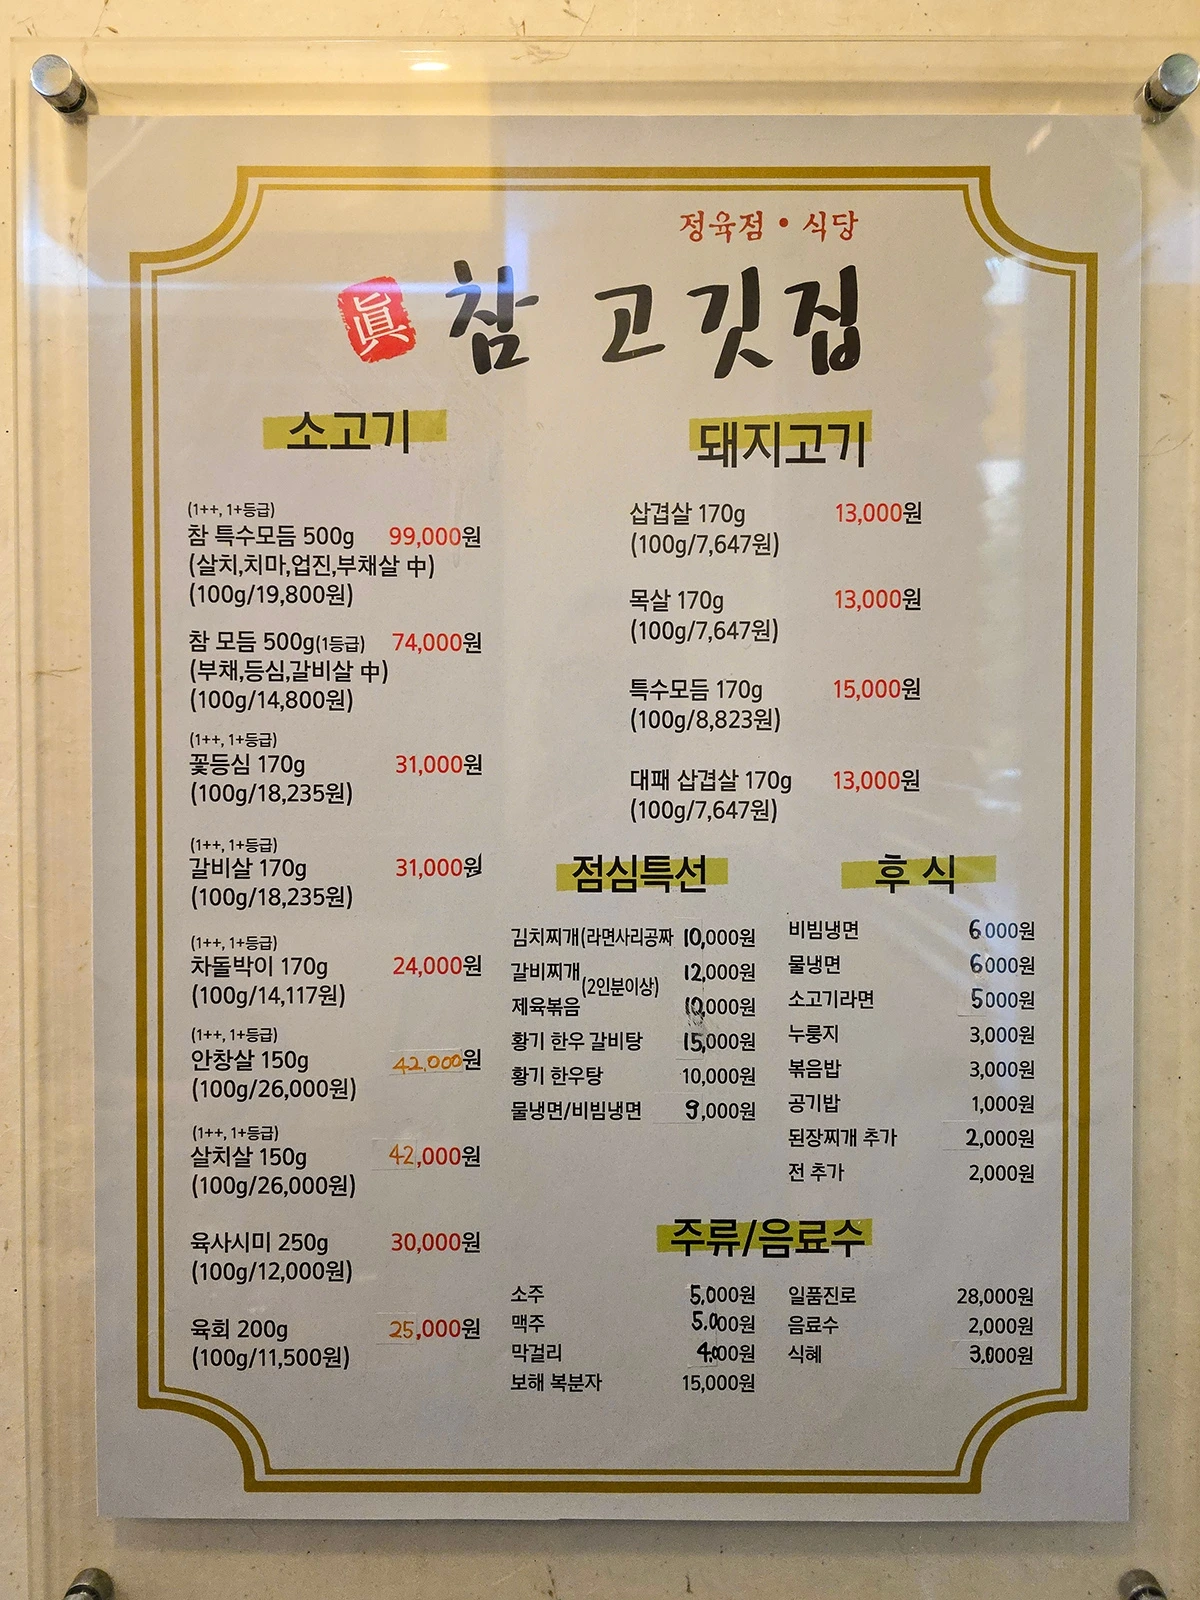 정육점 • 식당
眞 참 고깃집
소고기
(1++, 1+등급)
참 특수모듬 500g 99,000원
(살치,치마,업진,부채살 中)
(100g/19,800원)
참 모듬 500g(1등급) 74,000원
(부채,등심,갈비살 中)
(100g/14,800원)
(1++, 1+등급)
꽃등심 170g 31,000원
(100g/18,235원)
(1++, 1+등급)
갈비살 170g 31,000원
(100g/18,235원)
(1++, 1+등급)
차돌박이 170g 24,000원
(100g/14,117원)
(1++, 1+등급)
안창살 150g 42,000원
(100g/26,000원)
(1++, 1+등급)
살치살 150g 42,000원
(100g/26,000원)
육사시미 250g 30,000원
(100g/12,000원)
육회 200g 25,000원
(100g/11,500원)
돼지고기
삼겹살 170g 13,000원
(100g/7,647원)
목살 170g 13,000원
(100g/7,647원)
특수모듬 170g 15,000원
(100g/8,823원)
대패 삼겹살 170g 13,000원
(100g/7,647원)
점심특선
김치찌개(라면사리공짜 10,000원
갈비찌개 12,000원
(2인분이상)
제육볶음 10,000원
황기 한우 갈비탕 15,000원
황기 한우탕 10,000원
물냉면/비빔냉면 9,000원
후 식
비빔냉면 6000원
물냉면 6000원
소고기라면 5000원
누룽지 3,000원
볶음밥 3,000원
공기밥 1,000원
된장찌개 추가 2,000원
전 추가 2,000원
주류/음료수
소주 5,000원
맥주 5.000원
막걸리 4.000원
보해 복분자 15,000원
일품진로 28,000원
음료수 2,000원
식혜 3.000원